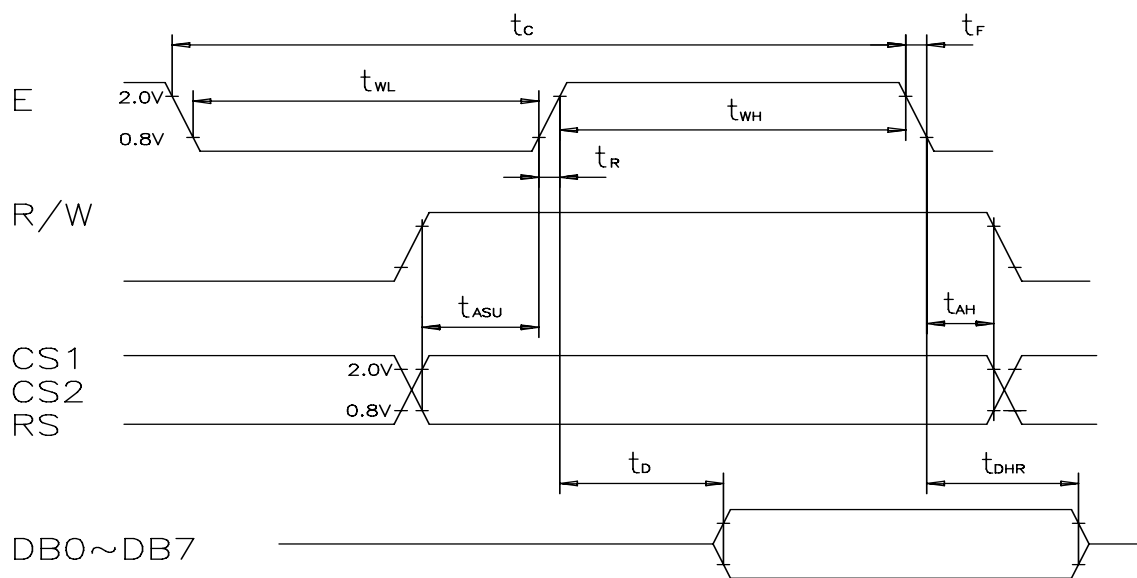 tC
tF
E
2.0V
tWL
tWH
0.8V
tR
R/W
tASU
tAH
CS1
2.0V
CS2
0.8V
RS
tD
tDHR
DB0~DB7